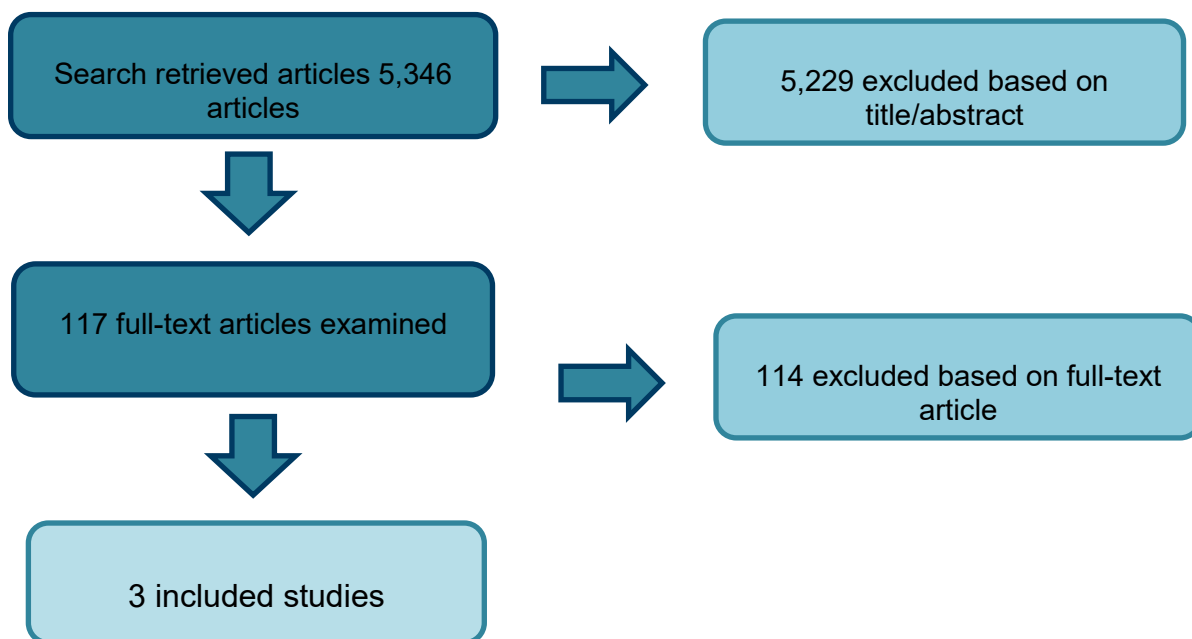 Search retrieved articles 5,346
articles
5,229 excluded based on
title/abstract
117 full-text articles examined
114 excluded based on full-text
article
3 included studies